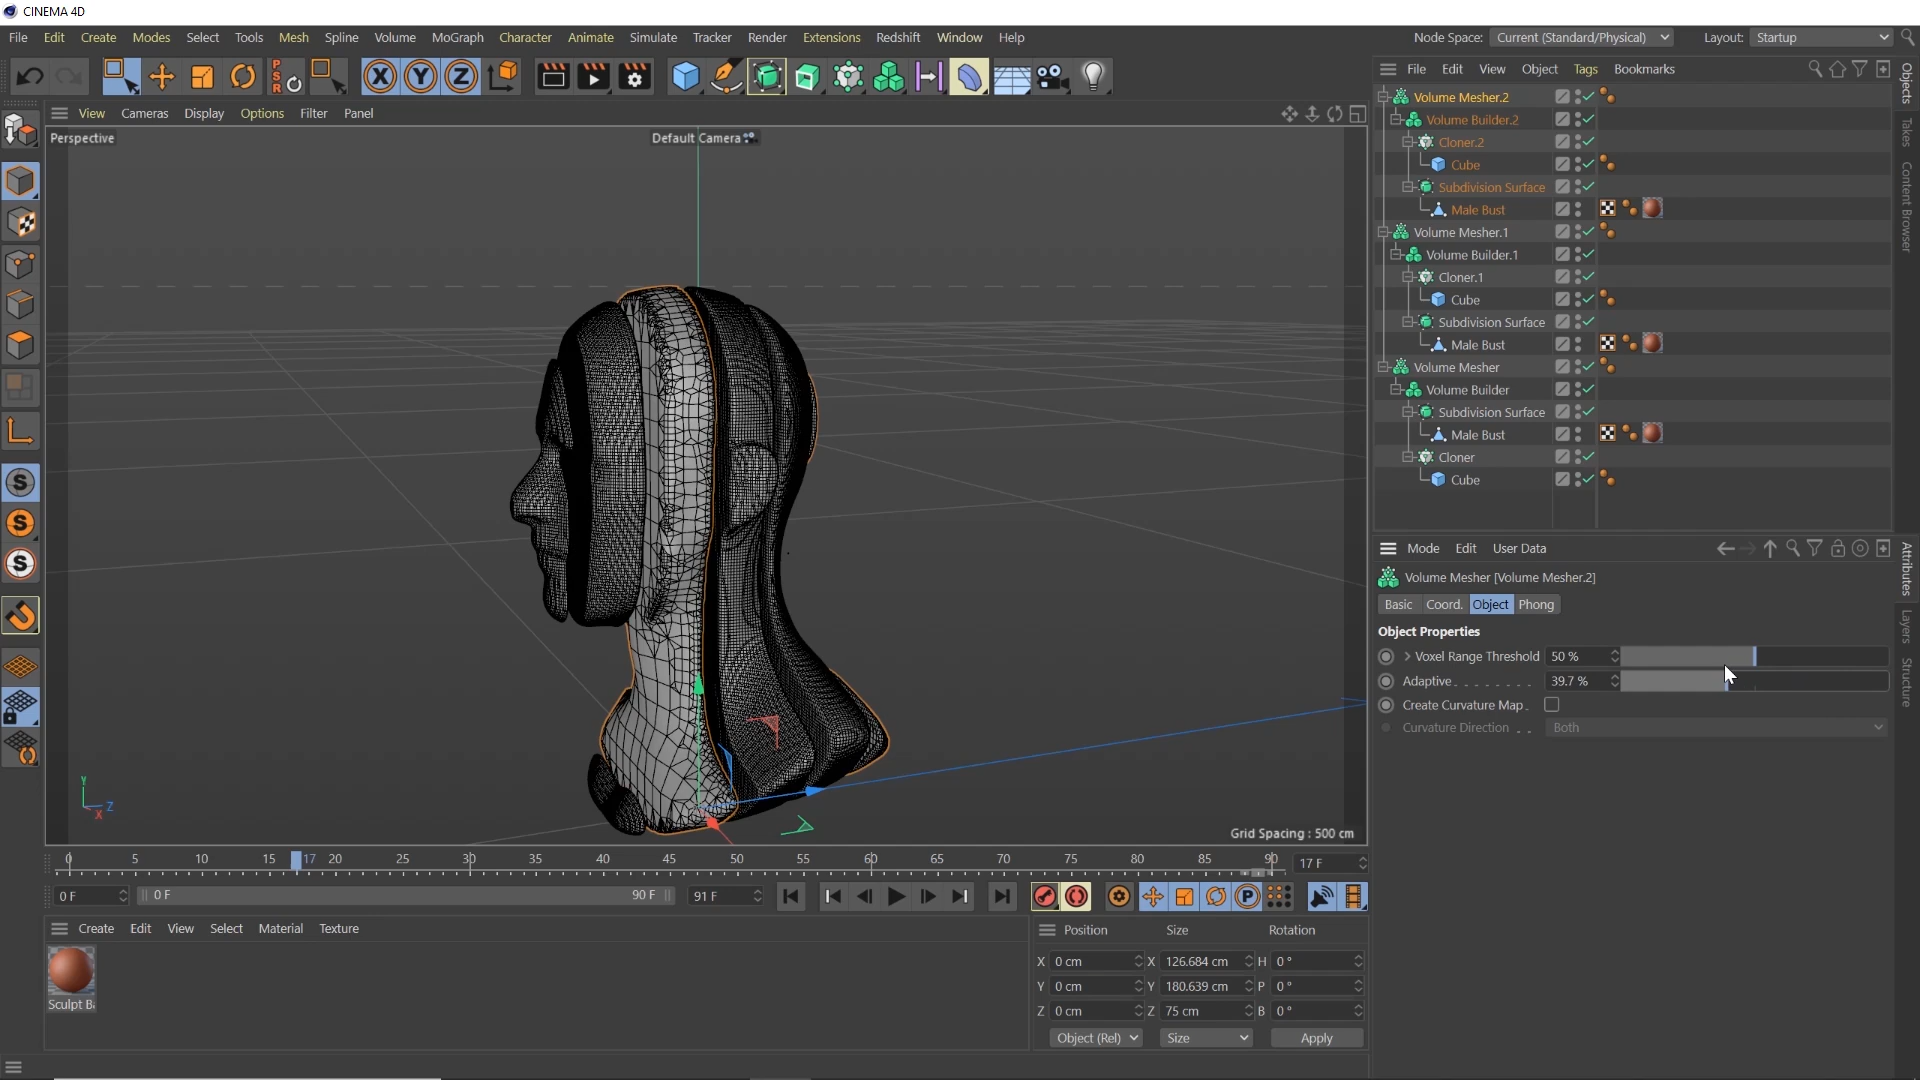 CINEMA 4D
File Edit Create Modes Select Tools Mesh Spline Volume MoGraph Character Animate Simulate Tracker Render Extensions Redshift Window Help Node Space: Current (Standard/Physical) Layout: Startup
P S R X Y Z
File Edit View Object Tags Bookmarks
View Cameras Display Options Filter Panel
Perspective Default Camera
Volume Mesher.2
Volume Builder.2
Cloner.2
Cube
Subdivision Surface
Male Bust
Volume Mesher.1
Volume Builder.1
Cloner.1
Cube
Subdivision Surface
Male Bust
Volume Mesher
Volume Builder
Subdivision Surface
Male Bust
Cloner
Cube
Objects
Takes
Content Browser
S
S
S
Mode Edit User Data
Volume Mesher [Volume Mesher.2]
Basic Coord. Object Phong
Object Properties
Voxel Range Threshold 50 %
Adaptive 39.7 %
Create Curvature Map
Curvature Direction Both
Attributes
Layers
Structure
Y
Z
X
Grid Spacing : 500 cm
0 5 10 15 17 20 25 30 35 40 45 50 55 60 65 70 75 80 85 90 17 F
0 F 0 F 90 F 91 F P
Create Edit View Select Material Texture
Sculpt Ba
Position Size Rotation
X 0 cm X 126.684 cm H 0 °
Y 0 cm Y 180.639 cm P 0 °
Z 0 cm Z 75 cm B 0 °
Object (Rel) Size Apply